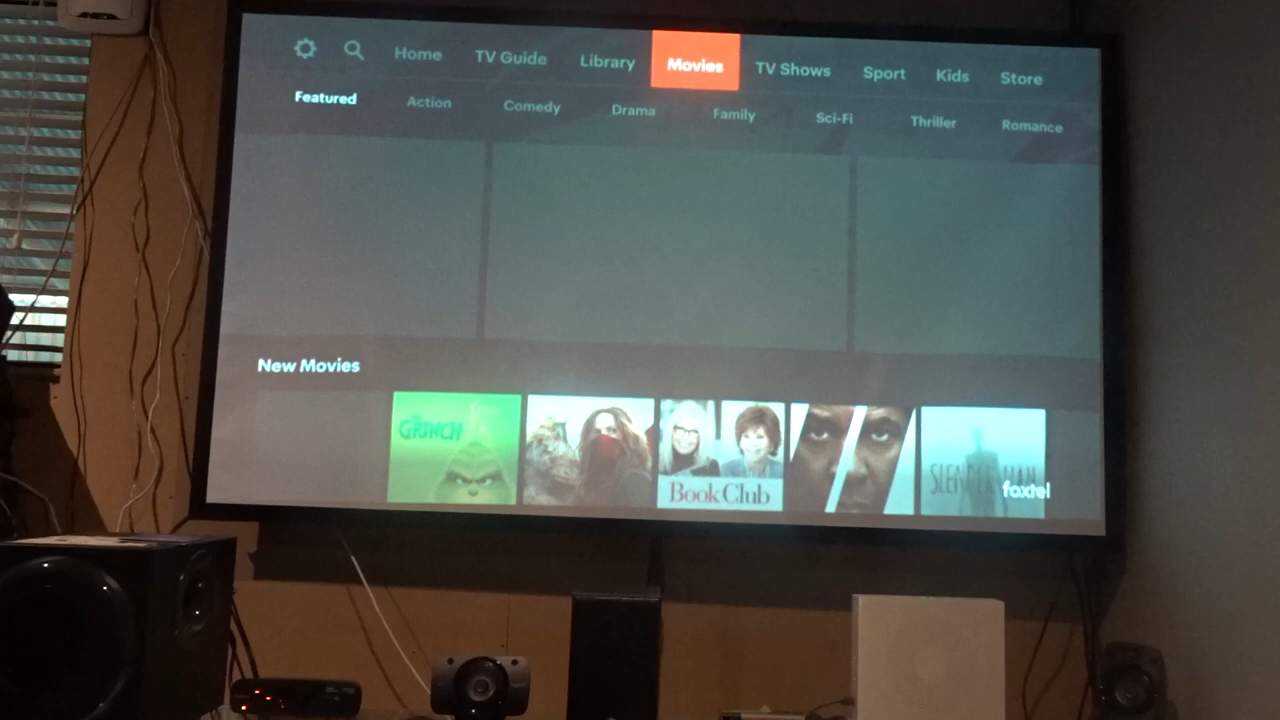 Home TV Guide Library Movies TV Shows Sport Kids Store
Featured Action Comedy Drama Family Sci-Fi Thriller Romance
New Movies
GRINCH
Book Club
SLENDER MAN
foxtel